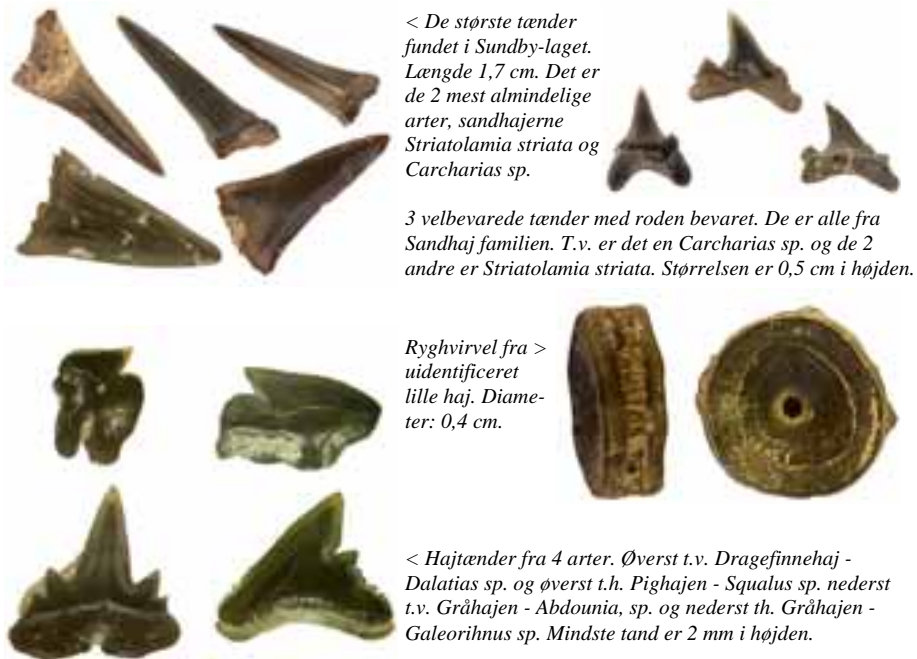 < De største tænder
fundet i Sundby-laget.
Længde 1,7 cm. Det er
de 2 mest almindelige
arter, sandhajerne
Striatolamia striata og
Carcharias sp.
3 velbevarede tænder med roden bevaret. De er alle fra
Sandhaj familien. T.v. er det en Carcharias sp. og de 2
andre er Striatolamia striata. Størrelsen er 0,5 cm i højden.
Ryghvirvel fra >
uidentificeret
lille haj. Diame-
ter: 0,4 cm.
< Hajtænder fra 4 arter. Øverst t.v. Dragefinnehaj -
Dalatias sp. og øverst t.h. Pighajen - Squalus sp. nederst
t.v. Gråhajen - Abdounia, sp. og nederst th. Gråhajen -
Galeorihnus sp. Mindste tand er 2 mm i højden.